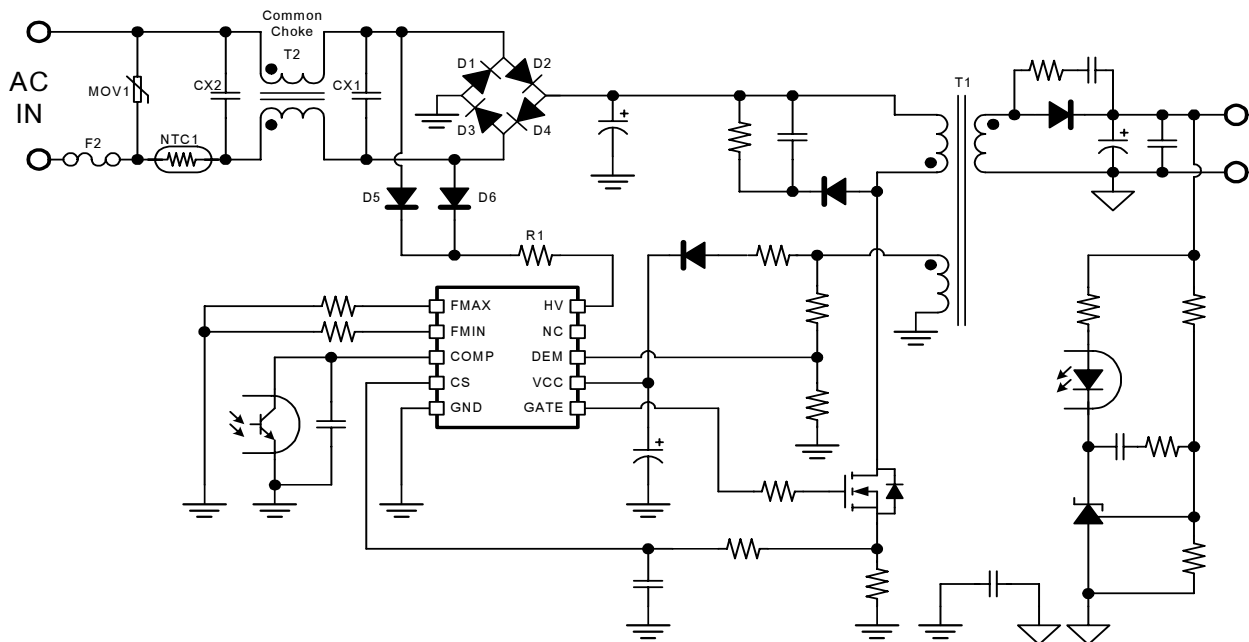 Common
Choke
T2
AC
IN
MOV1
CX2
CX1
F2
NTC1
D1
D2
D3
D4
D5
D6
R1
T1
+
+
+
FMAX
FMIN
COMP
CS
GND
HV
NC
DEM
VCC
GATE